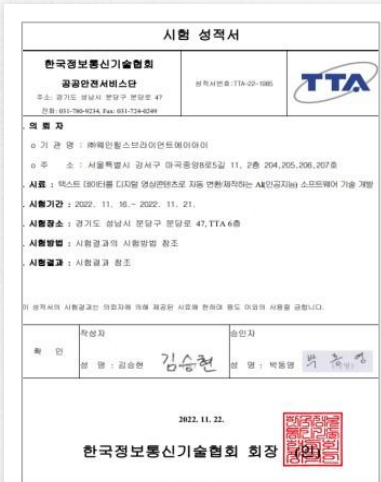 시험 성적서
한국정보통신기술협회
공공안전서비스단
주소: 경기도 성남시 분당구 분당로 47
전화: 031-780-9234, Fax: 031-724-0249
성적서번호 :TTA-22-1985
TTA
. 의 뢰 자
o 기 관 명 : ㈜웨인힐스브라이언트에이아이
o 주 소 : 서울특별시 강서구 마곡중앙8로5길 11, 2층 204,205,206,207호
. 시료 : 텍스트 데이터를 디지털 영상콘텐츠로 자동 변환/제작하는 AI(인공지능) 소프트웨어 기술 개발
. 시험기간 : 2022. 11. 16.~ 2022. 11. 21.
. 시험장소 : 경기도 성남시 분당구 분당로 47, TTA 6층
. 시험방법 : 시험결과의 시험방법 참조
. 시험결과 : 시험결과 참조
이 성적서의 시험결과는 의뢰자에 의해 제공된 시료에 한하며 용도 이외의 사용을 금합니다.
확 인
작성자
성 명 : 김승현 김승현
승인자
성 명 : 박동영
2022. 11. 22.
한국정보통신기술협회 회장 (인)